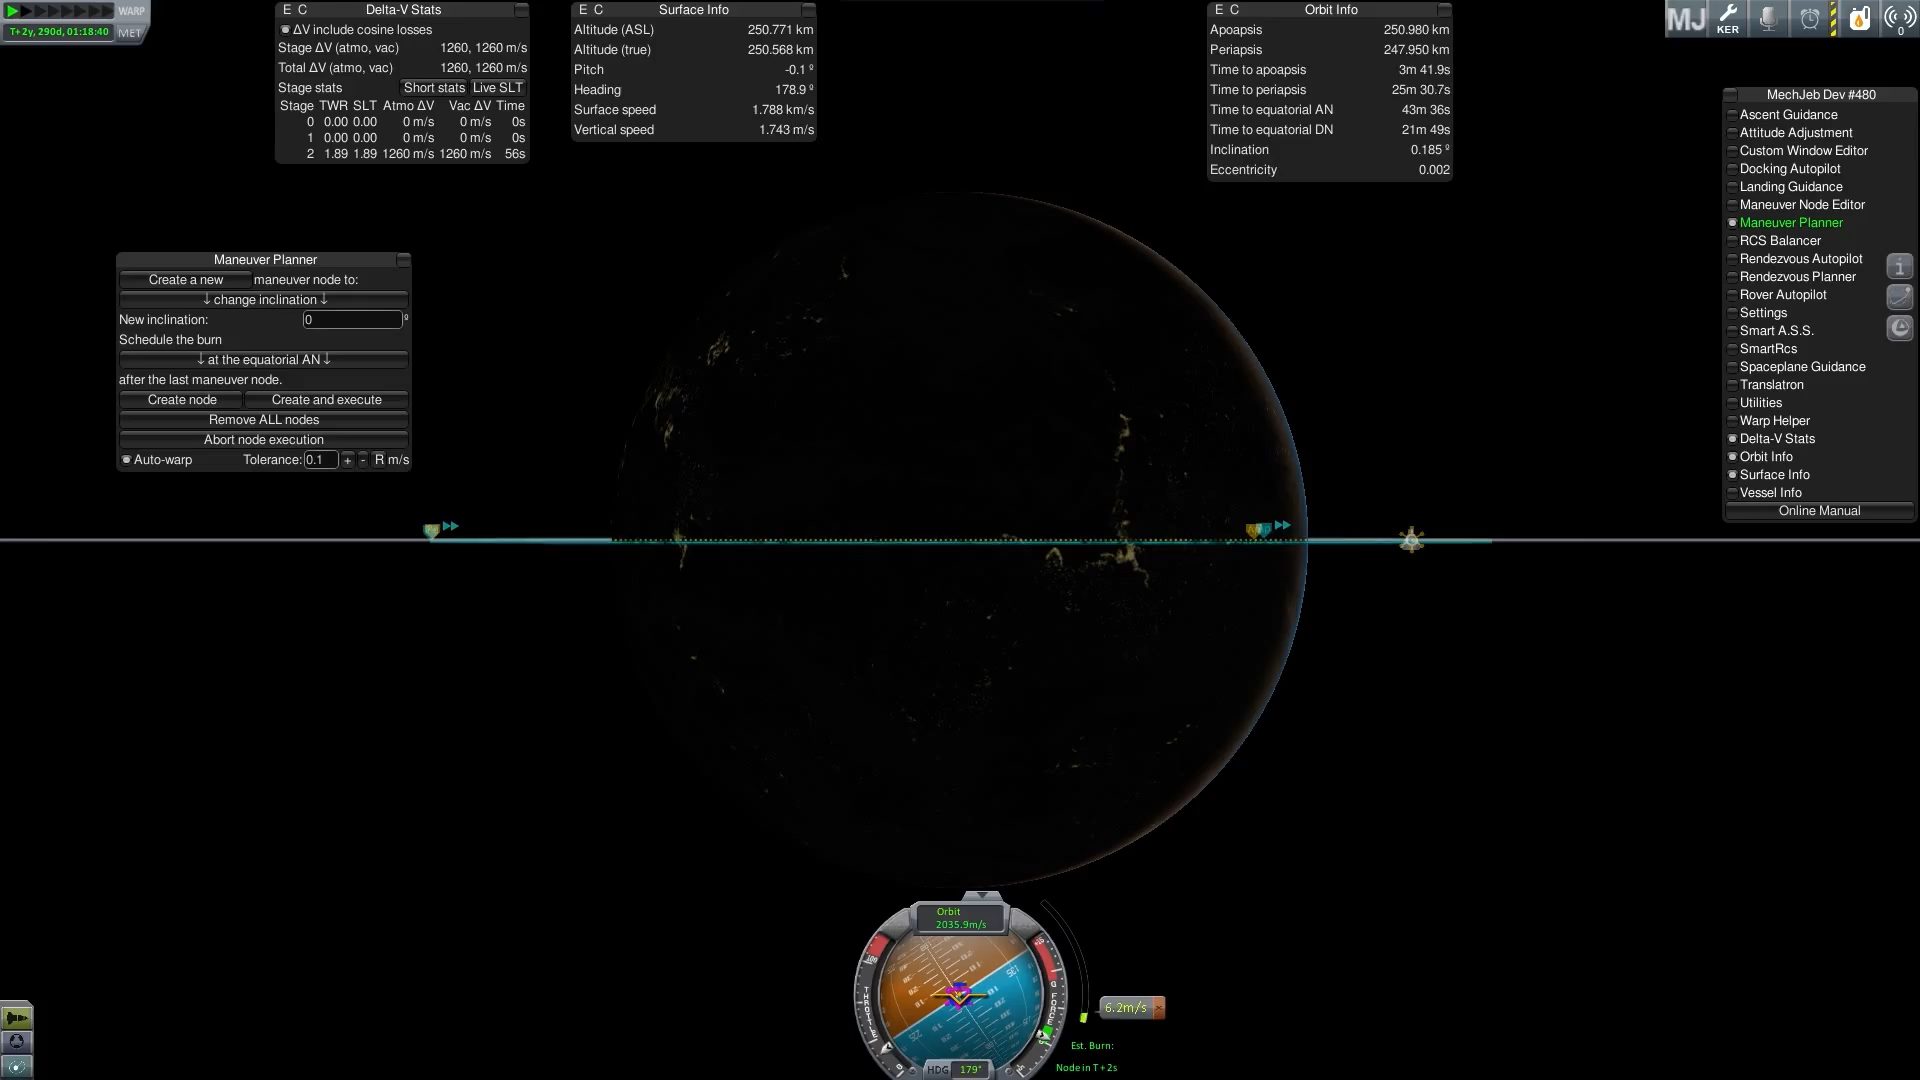 WARP
T+ 2y, 290d, 01:18:40 MET
E C Delta-V Stats
ΔV include cosine losses
Stage ΔV (atmo, vac) 1260, 1260 m/s
Total ΔV (atmo, vac) 1260, 1260 m/s
Stage stats Short stats Live SLT
Stage TWR SLT Atmo ΔV Vac ΔV Time
0 0.00 0.00 0 m/s 0 m/s 0s
1 0.00 0.00 0 m/s 0 m/s 0s
2 1.89 1.89 1260 m/s 1260 m/s 56s
E C Surface Info
Altitude (ASL) 250.771 km
Altitude (true) 250.568 km
Pitch -0.1 º
Heading 178.9 º
Surface speed 1.788 km/s
Vertical speed 1.743 m/s
E C Orbit Info
Apoapsis 250.980 km
Periapsis 247.950 km
Time to apoapsis 3m 41.9s
Time to periapsis 25m 30.7s
Time to equatorial AN 43m 36s
Time to equatorial DN 21m 49s
Inclination 0.185 º
Eccentricity 0.002
MJ
KER
0
MechJeb Dev #480
Ascent Guidance
Attitude Adjustment
Custom Window Editor
Docking Autopilot
Landing Guidance
Maneuver Node Editor
Maneuver Planner
RCS Balancer
Rendezvous Autopilot
Rendezvous Planner
Rover Autopilot
Settings
Smart A.S.S.
SmartRcs
Spaceplane Guidance
Translatron
Utilities
Warp Helper
Delta-V Stats
Orbit Info
Surface Info
Vessel Info
Online Manual
Maneuver Planner
Create a new maneuver node to:
↓ change inclination ↓
New inclination: 0 º
Schedule the burn
↓ at the equatorial AN ↓
after the last maneuver node.
Create node Create and execute
Remove ALL nodes
Abort node execution
Auto-warp Tolerance: 0.1 + - R m/s
Orbit
2035.9m/s
THROTTLE
G FORCE
6.2m/s
Est. Burn:
Node in T + 2s
HDG 179°